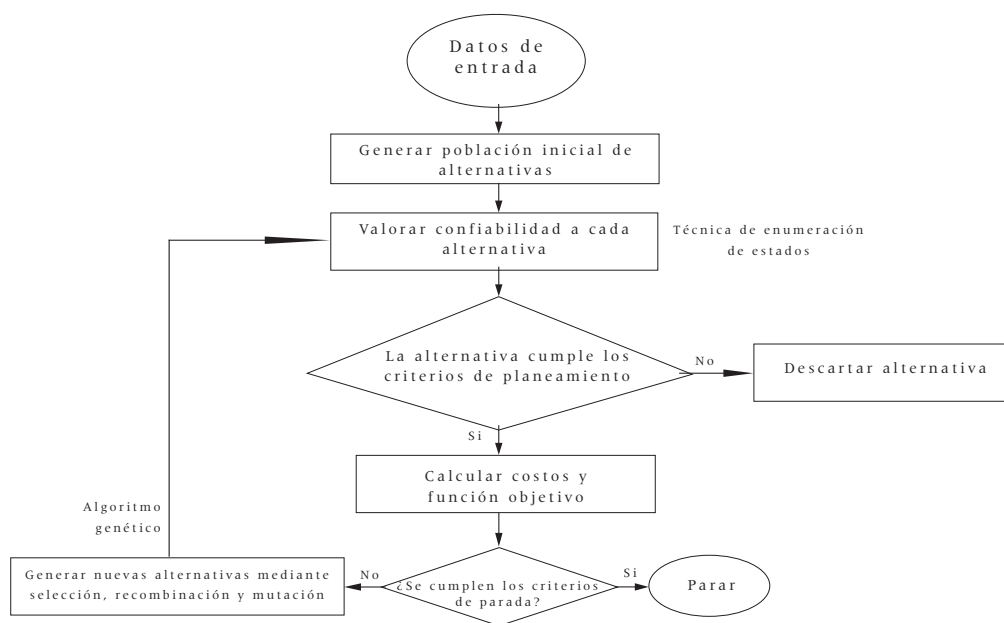 Datos de
entrada
Generar población inicial de
alternativas
Valorar confiabilidad a cada
alternativa
Técnica de enumeración
de estados
La alternativa cumple los
criterios de planeamiento
No
Descartar alternativa
Si
Calcular costos y
función objetivo
Algoritmo
genético
Generar nuevas alternativas mediante
selección, recombinación y mutación
No
¿Se cumplen los criterios
de parada?
Si
Parar